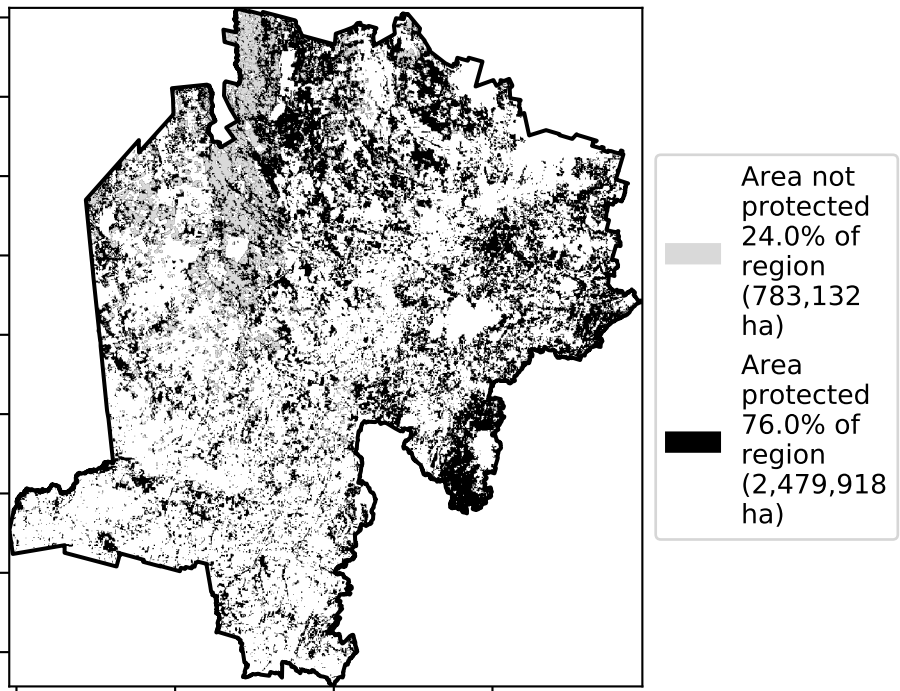 Area not
protected
24.0% of
region
(783,132
ha)
Area
protected
76.0% of
region
(2,479,918
ha)